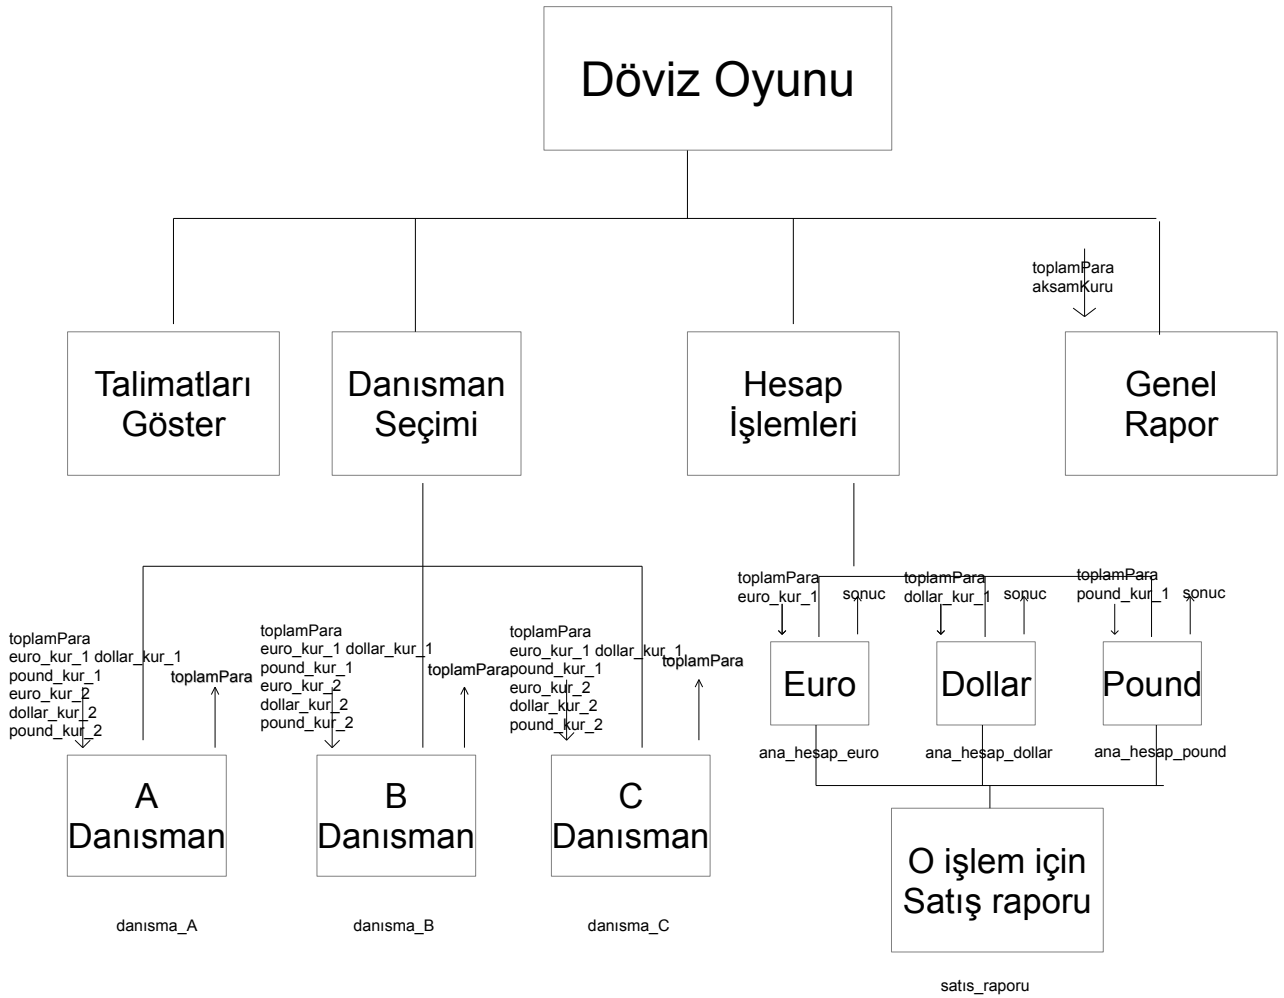 Döviz Oyunu
toplamPara
aksamKuru
Talimatları
Göster
Danısman
Seçimi
Hesap
İşlemleri
Genel
Rapor
toplamPara
euro_kur_1
sonuc
toplamPara
dollar_kur_1
sonuc
toplamPara
pound_kur_1
sonuc
toplamPara
euro_kur_1 dollar_kur_1
pound_kur_1
euro_kur_2
dollar_kur_2
pound_kur_2
toplamPara
toplamPara
euro_kur_1 dollar_kur_1
pound_kur_1
euro_kur_2
dollar_kur_2
pound_kur_2
toplamPara
toplamPara
euro_kur_1 dollar_kur_1
pound_kur_1
euro_kur_2
dollar_kur_2
pound_kur_2
toplamPara
Euro
Dollar
Pound
ana_hesap_euro
ana_hesap_dollar
ana_hesap_pound
A
Danısman
B
Danısman
C
Danısman
O işlem için
Satış raporu
danısma_A
danısma_B
danısma_C
satıs_raporu